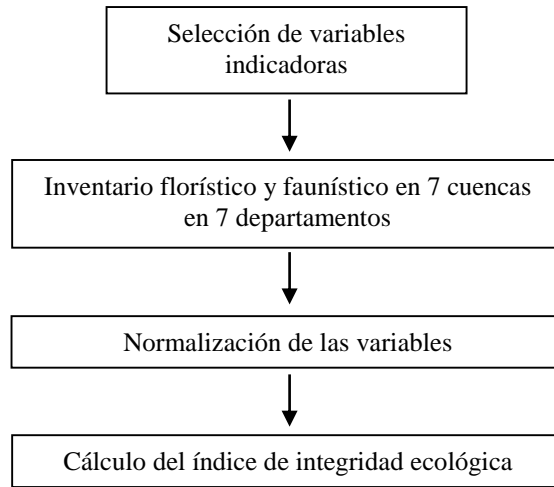 Selección de variables
indicadoras
Inventario florístico y faunístico en 7 cuencas
en 7 departamentos
Normalización de las variables
Cálculo del índice de integridad ecológica